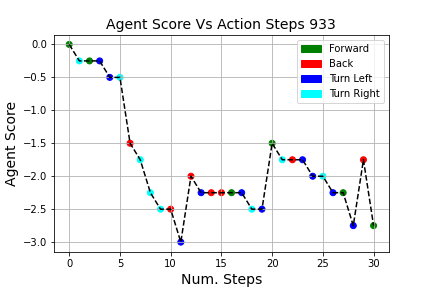 Agent Score Vs Action Steps 933
Forward
Back
Turn Left
Turn Right
Agent Score
0.0
−0.5
−1.0
−1.5
−2.0
−2.5
−3.0
0 5 10 15 20 25 30
Num. Steps